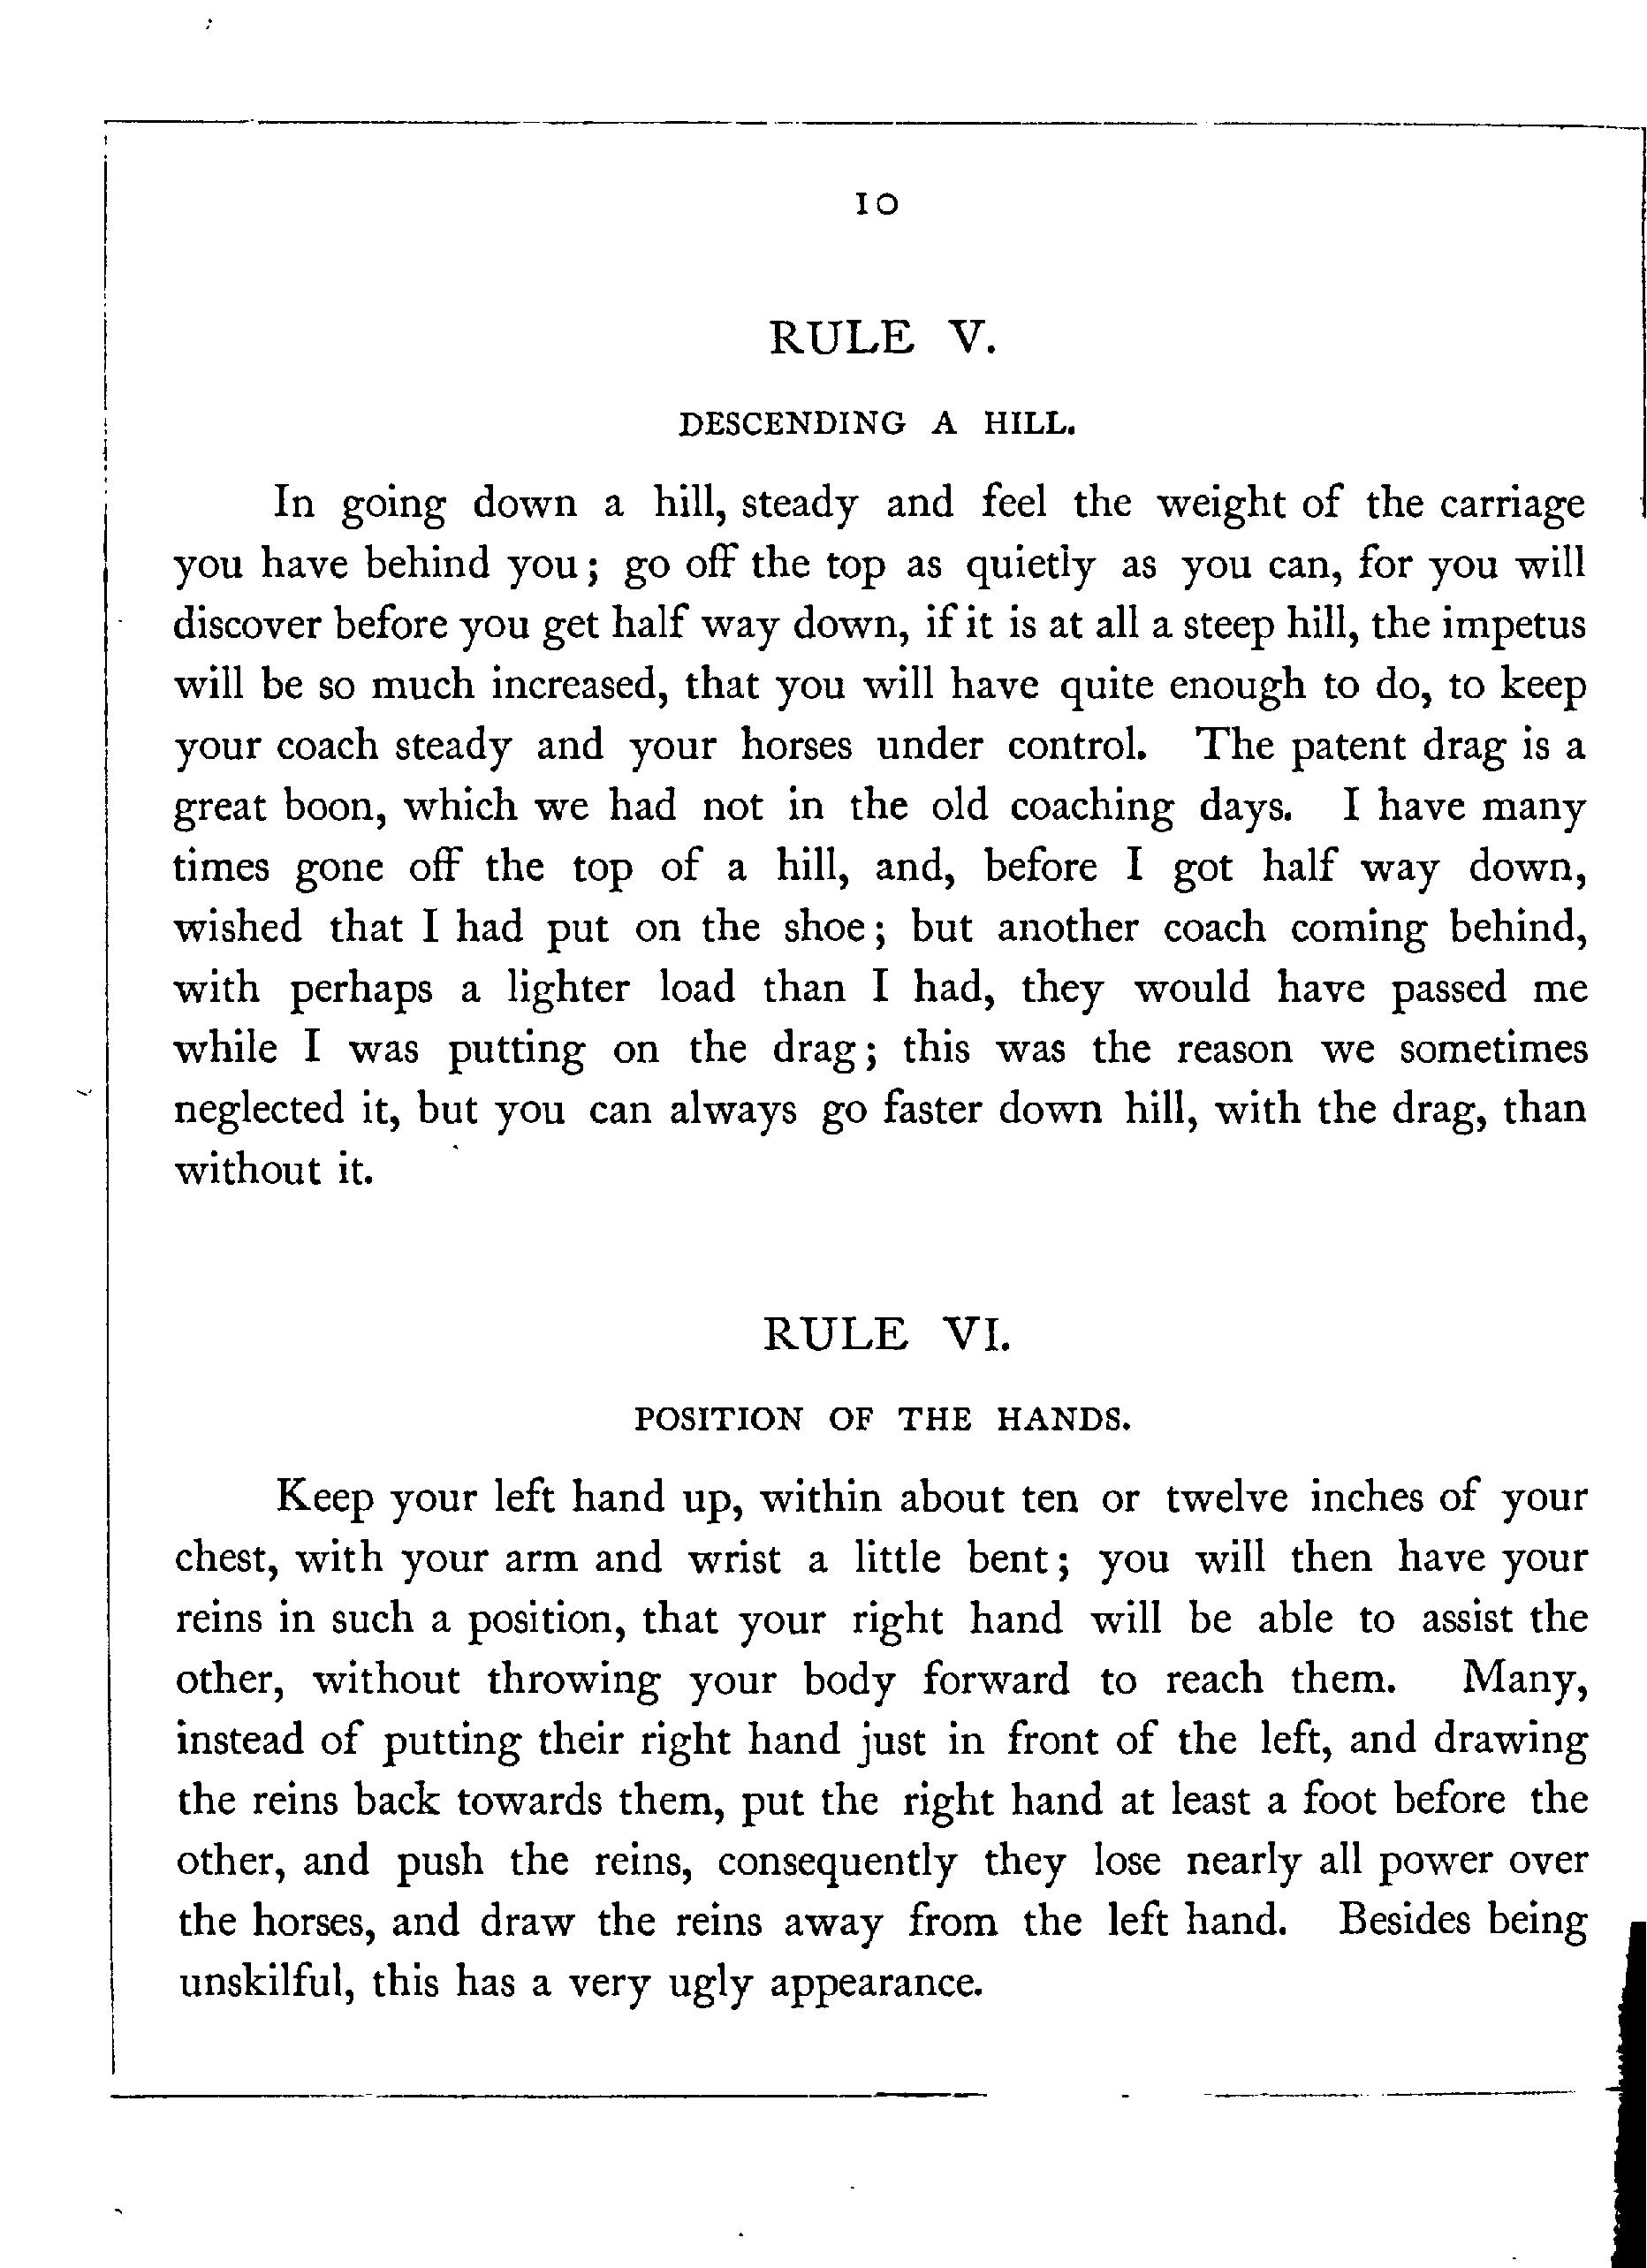 10
RULE V.
DESCENDING A HILL.
In going down a hill, steady and feel the weight of the carriage
you have behind you; go off the top as quietly as you can, for you will
discover before you get half way down, if it is at all a steep hill, the impetus
will be so much increased, that you will have quite enough to do, to keep
your coach steady and your horses under control. The patent drag is a
great boon, which we had not in the old coaching days. I have many
times gone off the top of a hill, and, before I got half way down,
wished that I had put on the shoe; but another coach coming behind,
with perhaps a lighter load than I had, they would have passed me
while I was putting on the drag; this was the reason we sometimes
neglected it, but you can always go faster down hill, with the drag, than
without it.
RULE VI.
POSITION OF THE HANDS.
Keep your left hand up, within about ten or twelve inches of your
chest, with your arm and wrist a little bent; you will then have your
reins in such a position, that your right hand will be able to assist the
other, without throwing your body forward to reach them. Many,
instead of putting their right hand just in front of the left, and drawing
the reins back towards them, put the right hand at least a foot before the
other, and push the reins, consequently they lose nearly all power over
the horses, and draw the reins away from the left hand. Besides being
unskilful, this has a very ugly appearance.